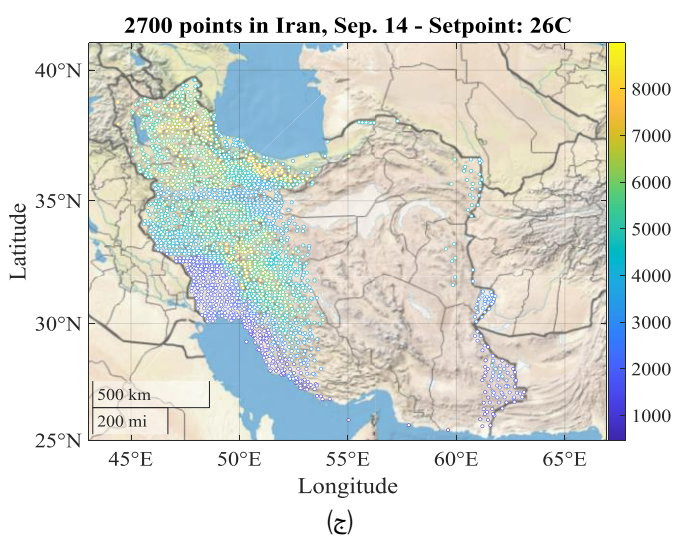 2700 points in Iran, Sep. 14 - Setpoint: 26C
40°N
35°N
30°N
25°N
Latitude
500 km
200 mi
45°E 50°E 55°E 60°E 65°E
Longitude
8000
7000
6000
5000
4000
3000
2000
1000
(ج)